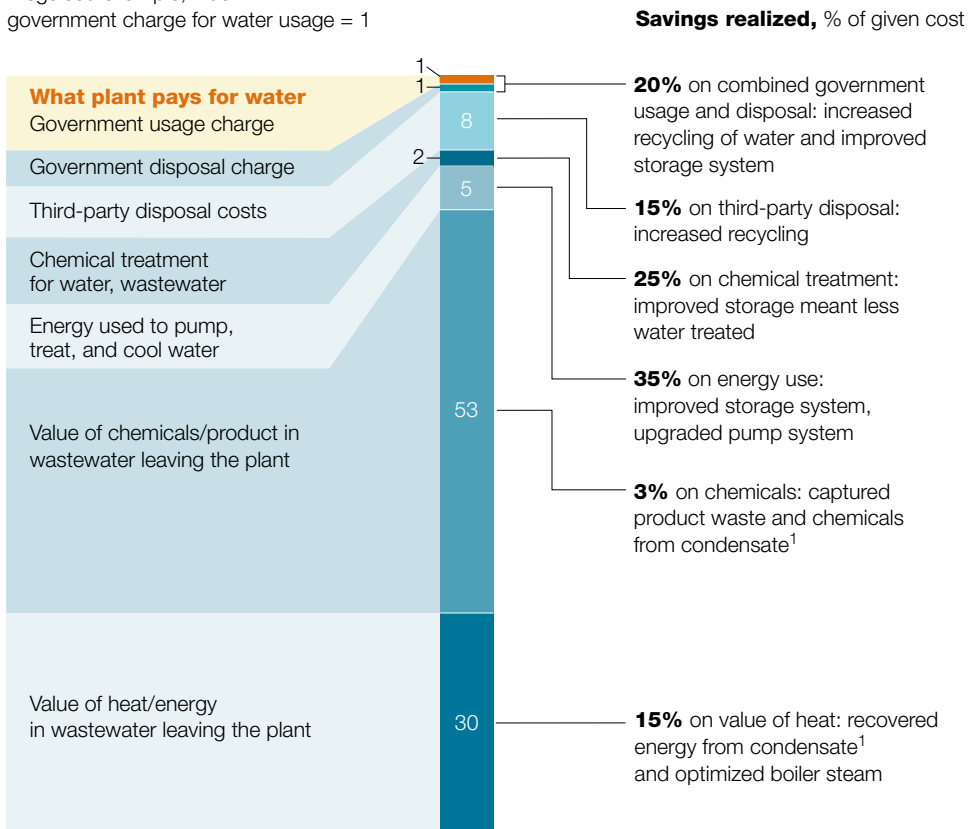 government charge for water usage = 1
Savings realized, % of given cost
What plant pays for water
Government usage charge
Government disposal charge
Third-party disposal costs
Chemical treatment
for water, wastewater
Energy used to pump,
treat, and cool water
Value of chemicals/product in
wastewater leaving the plant
Value of heat/energy
in wastewater leaving the plant
1
1
8
2
5
53
30
20% on combined government
usage and disposal: increased
recycling of water and improved
storage system
15% on third-party disposal:
increased recycling
25% on chemical treatment:
improved storage meant less
water treated
35% on energy use:
improved storage system,
upgraded pump system
3% on chemicals: captured
product waste and chemicals
from condensate1
15% on value of heat: recovered
energy from condensate1
and optimized boiler steam